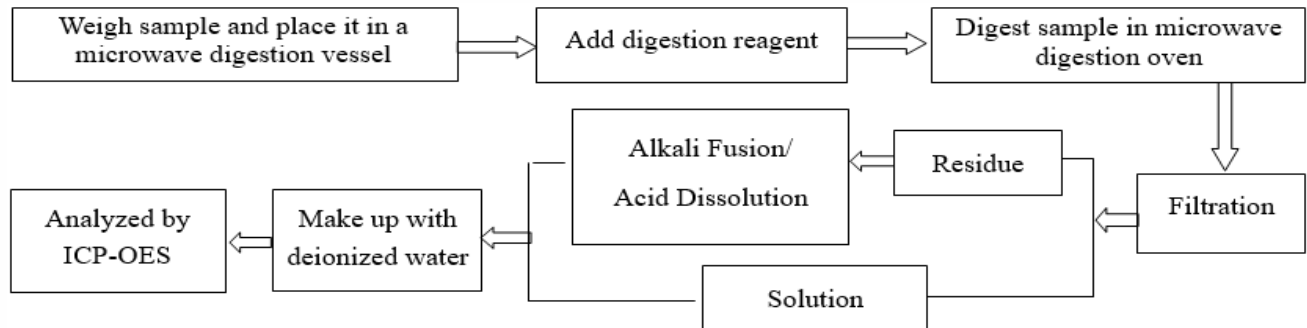 Weigh sample and place it in a
microwave digestion vessel
Add digestion reagent
Digest sample in microwave
digestion oven
Filtration
Residue
Solution
Alkali Fusion/
Acid Dissolution
Make up with
deionized water
Analyzed by
ICP-OES